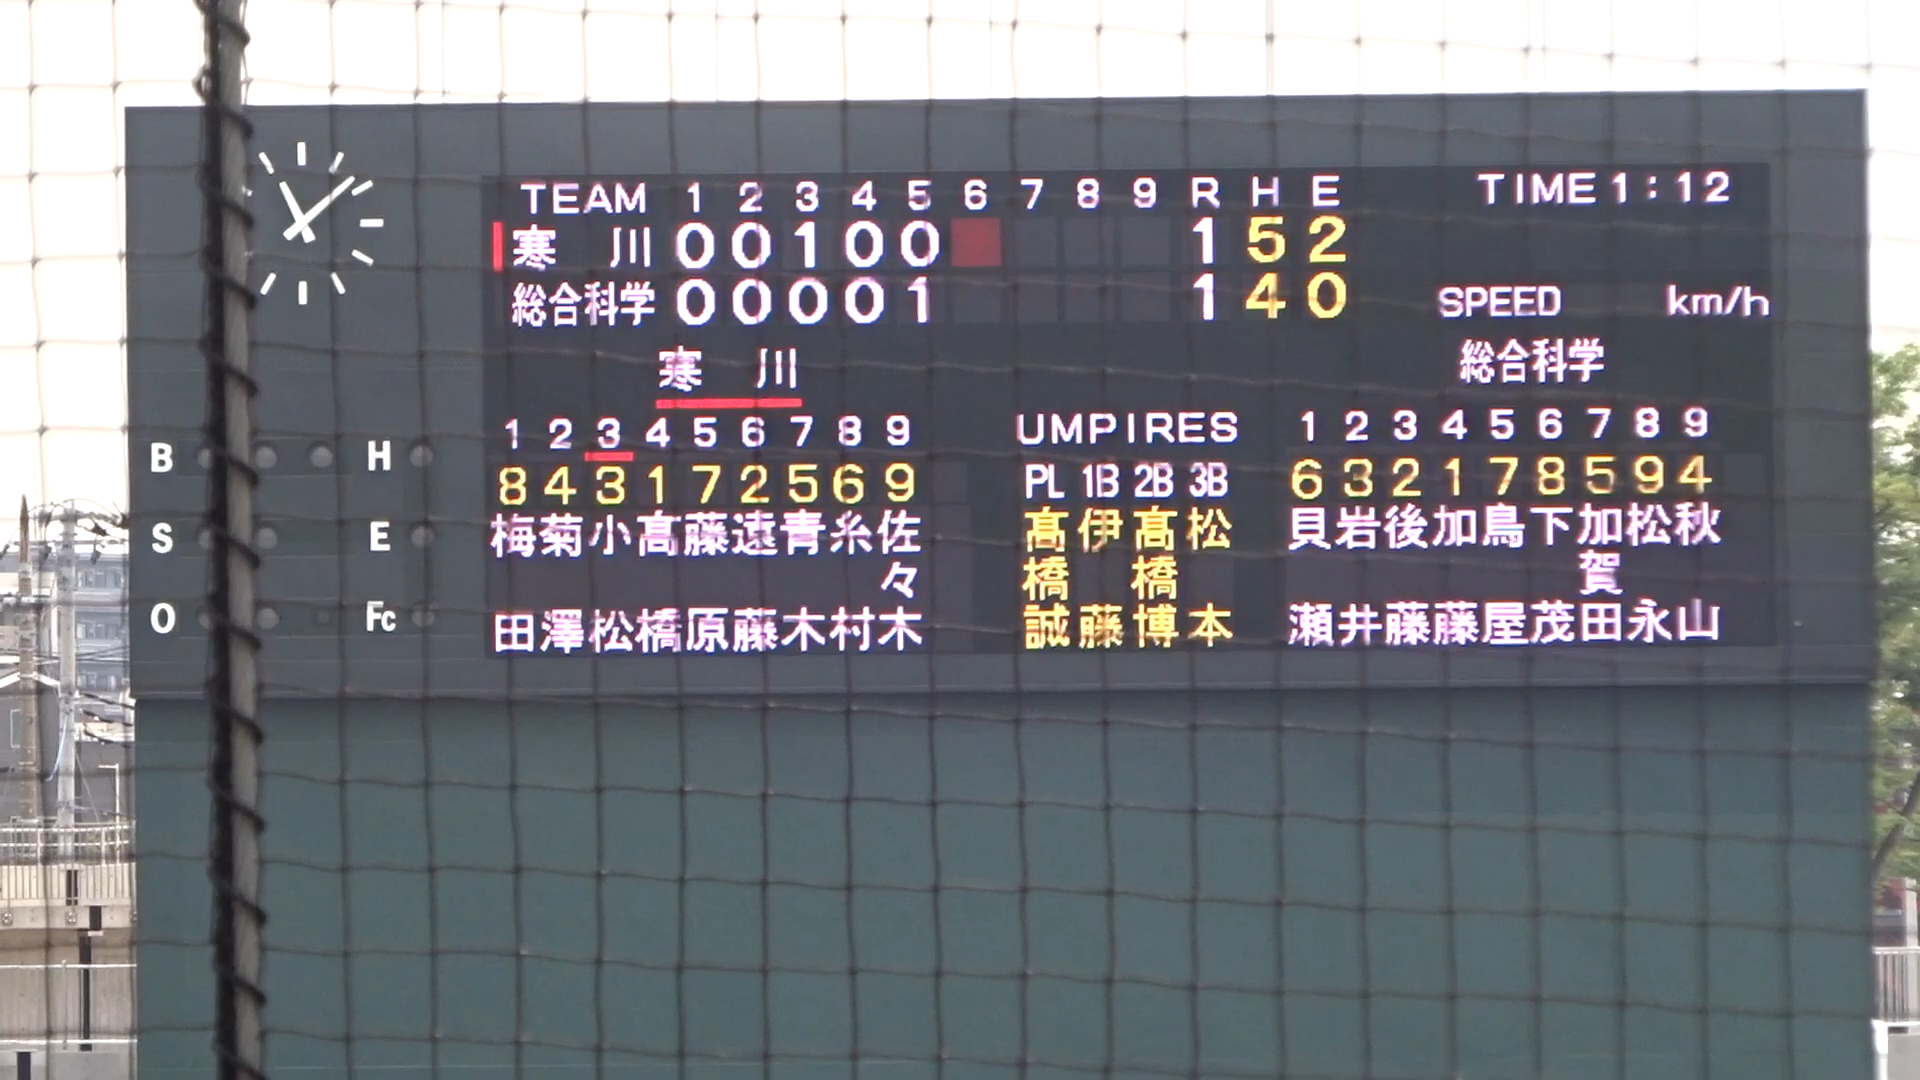 TEAM 1 2 3 4 5 6 7 8 9 R H E TIME 1:12
寒川 0 0 1 0 0 1 5 2
総合科学 0 0 0 0 1 1 4 0 SPEED km/h
寒川 総合科学
1 2 3 4 5 6 7 8 9 UMPIRES 1 2 3 4 5 6 7 8 9
B H 8 4 3 1 7 2 5 6 9 PL 1B 2B 3B 6 3 2 1 7 8 5 9 4
S E 梅 菊 小 髙 藤 遠 青 糸 佐 髙 伊 髙 松 貝 岩 後 加 鳥 下 加 松 秋
々 橋 橋 賀
O Fc 田 澤 松 橋 原 藤 木 村 木 誠 藤 博 本 瀬 井 藤 藤 屋 茂 田 永 山